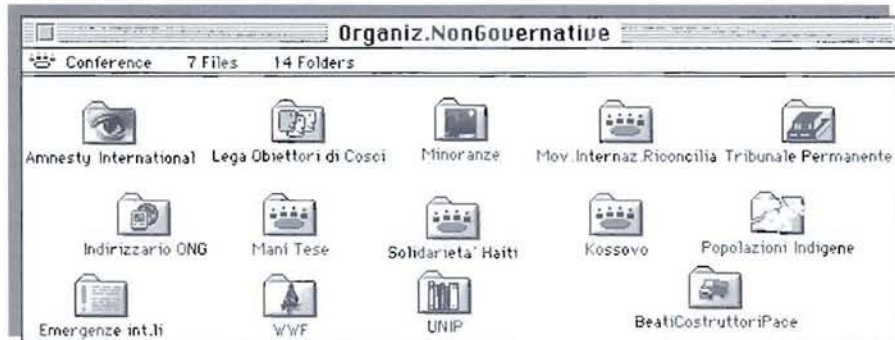 Organiz.NonGovernative
Conference 7 Files 14 Folders
Amnesty International Lega Obiettori di Cosci Minoranze Mov.Internaz.Riconcilia Tribunale Permanente
Indirizzario ONG Mani Tese Solidarieta' Haiti Kossovo Popolazioni Indigene
Emergenze int.li WWF UNIP BeatiCostruttoriPace